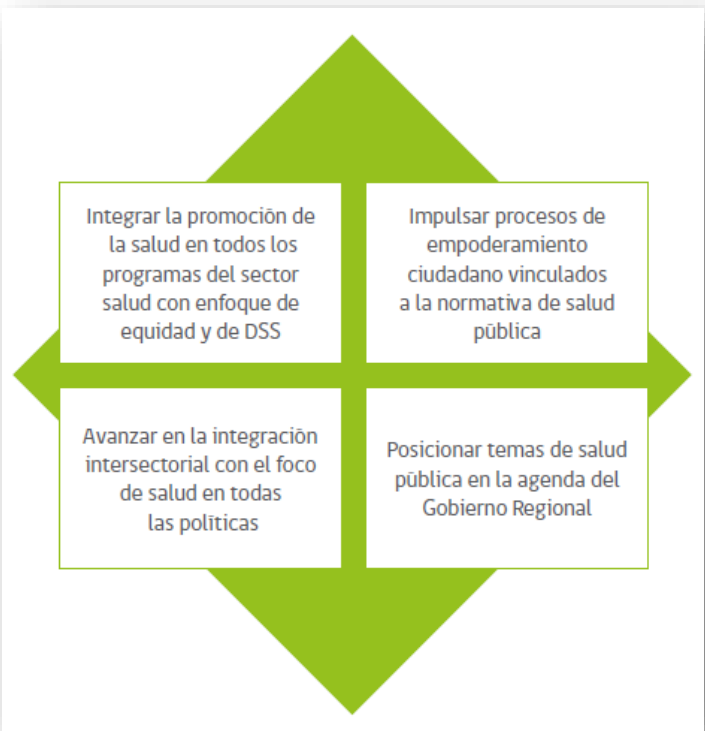 Integrar la promoción de
la salud en todos los
programas del sector
salud con enfoque de
equidad y de DSS
Impulsar procesos de
empoderamiento
ciudadano vinculados
a la normativa de salud
pública
Avanzar en la integración
intersectorial con el foco
de salud en todas
las políticas
Posicionar temas de salud
pública en la agenda del
Gobierno Regional